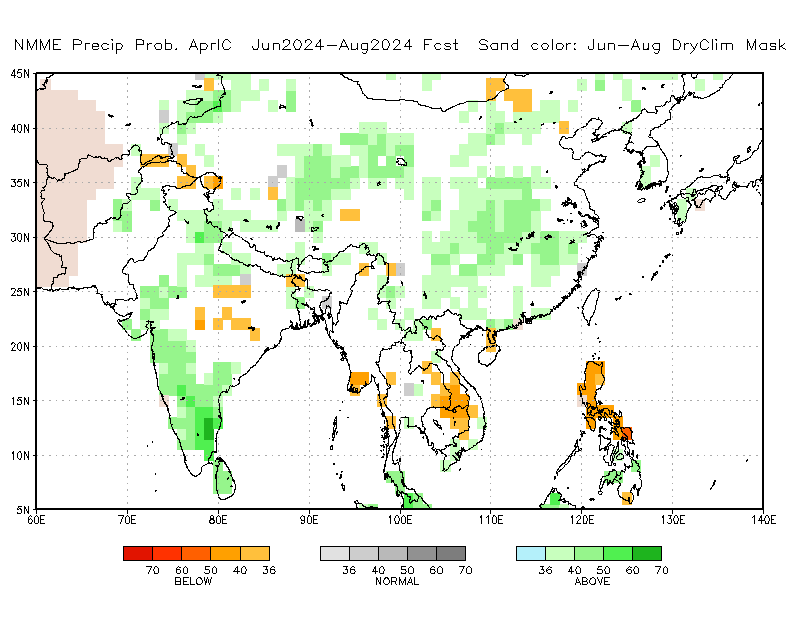 NMME Precip Prob. AprIC  Jun2024-Aug2024 Fcst  Sand color: Jun-Aug DryClim Mask
45N
40N
35N
30N
25N
20N
15N
10N
5N
60E 70E 80E 90E 100E 110E 120E 130E 140E
70 60 50 40 36 36 40 50 60 70 36 40 50 60 70
BELOW NORMAL ABOVE